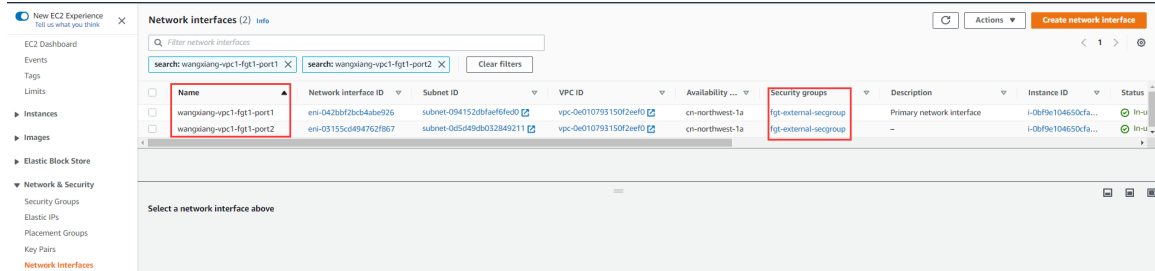 New EC2 Experience
Tell us what you think
EC2 Dashboard
Events
Tags
Limits
Instances
Images
Elastic Block Store
Network & Security
Security Groups
Elastic IPs
Placement Groups
Key Pairs
Network Interfaces
Network interfaces (2) Info
Actions
Create network interface
Filter network interfaces
1
search: wangxiang-vpc1-fgt1-port1
search: wangxiang-vpc1-fgt1-port2
Clear filters
Name Network interface ID Subnet ID VPC ID Availability ... Security groups Description Instance ID Status
wangxiang-vpc1-fgt1-port1 eni-042bbf2bcb4abe926 subnet-094152dbfaef6fed0 vpc-0e010793150f2eef0 cn-northwest-1a fgt-external-secgroup Primary network interface i-0bf9e104650cfa... In-u
wangxiang-vpc1-fgt1-port2 eni-03155cd494762f867 subnet-0d5d49db032849211 vpc-0e010793150f2eef0 cn-northwest-1a fgt-external-secgroup – i-0bf9e104650cfa... In-u
Select a network interface above